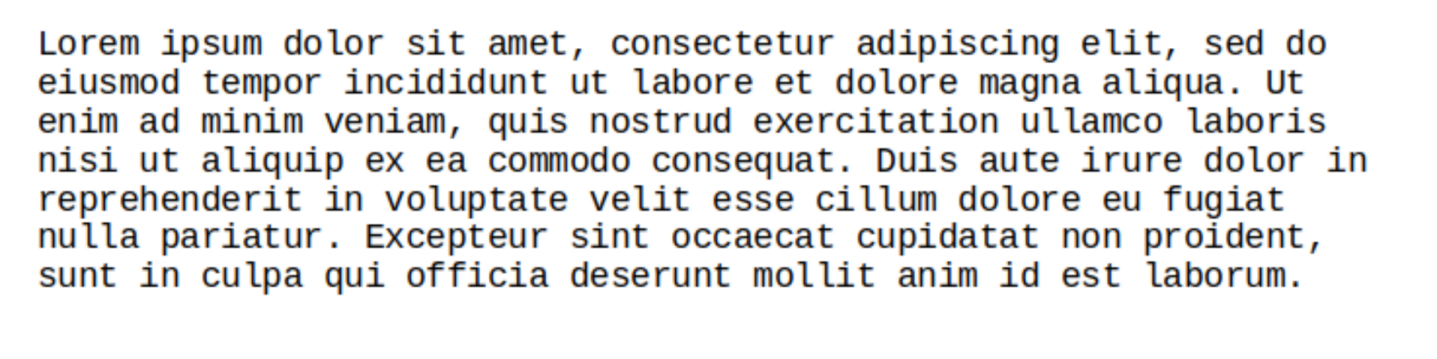 Lorem ipsum dolor sit amet, consectetur adipiscing elit, sed do
eiusmod tempor incididunt ut labore et dolore magna aliqua. Ut
enim ad minim veniam, quis nostrud exercitation ullamco laboris
nisi ut aliquip ex ea commodo consequat. Duis aute irure dolor in
reprehenderit in voluptate velit esse cillum dolore eu fugiat
nulla pariatur. Excepteur sint occaecat cupidatat non proident,
sunt in culpa qui officia deserunt mollit anim id est laborum.